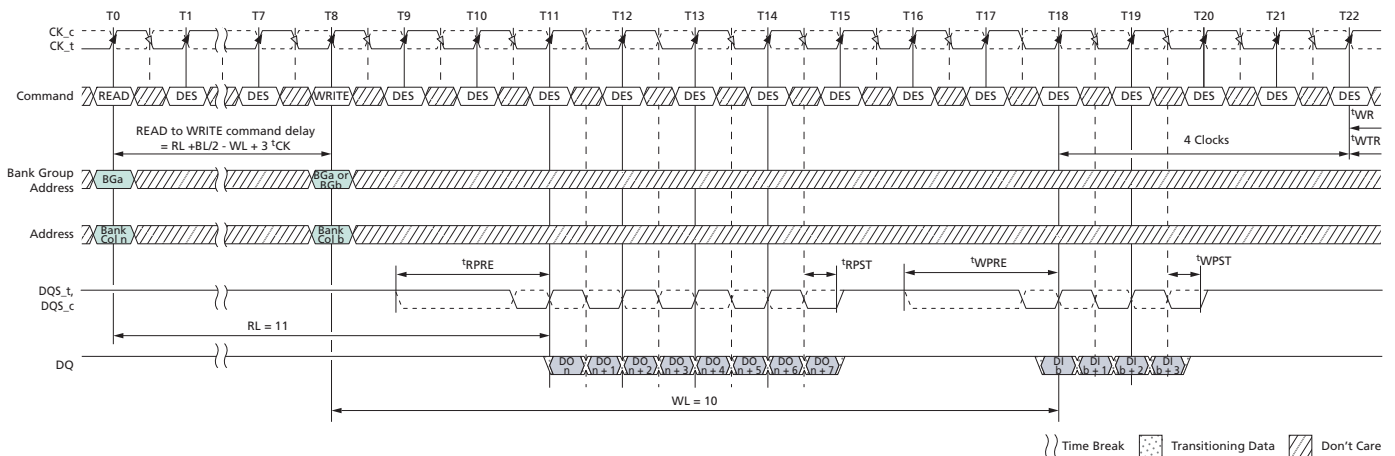 T0 T1 T7 T8 T9 T10 T11 T12 T13 T14 T15 T16 T17 T18 T19 T20 T21 T22
CK_c
CK_t
Command READ DES DES WRITE DES DES DES DES DES DES DES DES DES DES DES DES DES DES
tWR
READ to WRITE command delay
= RL +BL/2 - WL + 3 tCK
4 Clocks tWTR
Bank Group
Address
BGa
BGa or
BGb
Address
Bank
Col n
Bank
Col b
tRPRE tRPST tWPRE tWPST
DQS_t,
DQS_c
RL = 11
DQ
DO
n
DO
n + 1
DO
n + 2
DO
n + 3
DO
n + 4
DO
n + 5
DO
n + 6
DO
n + 7
DI
b
DI
b + 1
DI
b + 2
DI
b + 3
WL = 10
Time Break Transitioning Data Don't Care